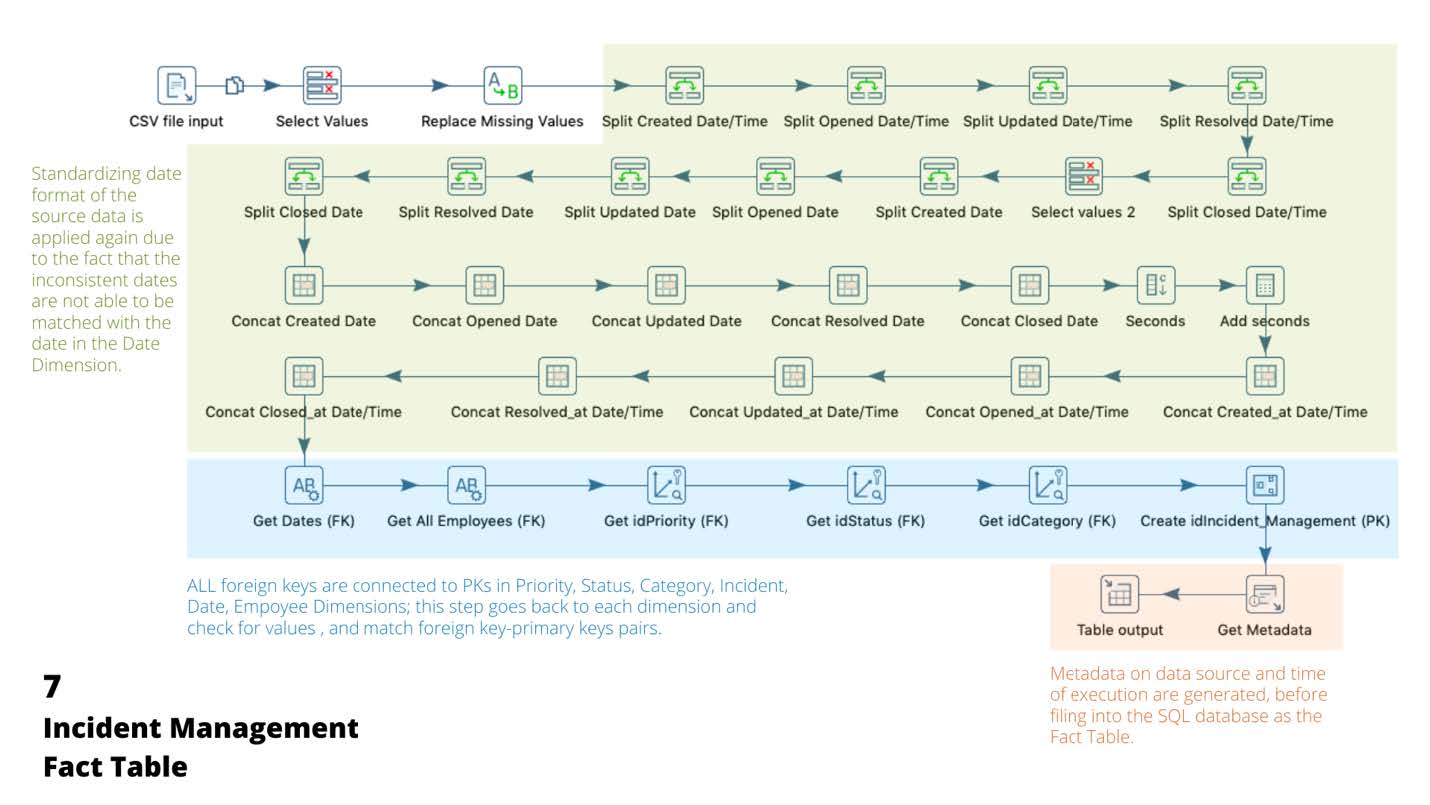 CSV file input
Select Values
Replace Missing Values
Split Created Date/Time
Split Opened Date/Time
Split Updated Date/Time
Split Resolved Date/Time
Standardizing date
format of the
source data is
applied again due
to the fact that the
inconsistent dates
are not able to be
matched with the
date in the Date
Dimension.
Split Closed Date
Split Resolved Date
Split Updated Date
Split Opened Date
Split Created Date
Select values 2
Split Closed Date/Time
Concat Created Date
Concat Opened Date
Concat Updated Date
Concat Resolved Date
Concat Closed Date
Seconds
Add seconds
Concat Closed_at Date/Time
Concat Resolved_at Date/Time
Concat Updated_at Date/Time
Concat Opened_at Date/Time
Concat Created_at Date/Time
Get Dates (FK)
Get All Employees (FK)
Get idPriority (FK)
Get idStatus (FK)
Get idCategory (FK)
Create idIncident_Management (PK)
ALL foreign keys are connected to PKs in Priority, Status, Category, Incident,
Date, Empoyee Dimensions; this step goes back to each dimension and
check for values , and match foreign key-primary keys pairs.
Table output
Get Metadata
Metadata on data source and time
of execution are generated, before
filing into the SQL database as the
Fact Table.
7
Incident Management
Fact Table